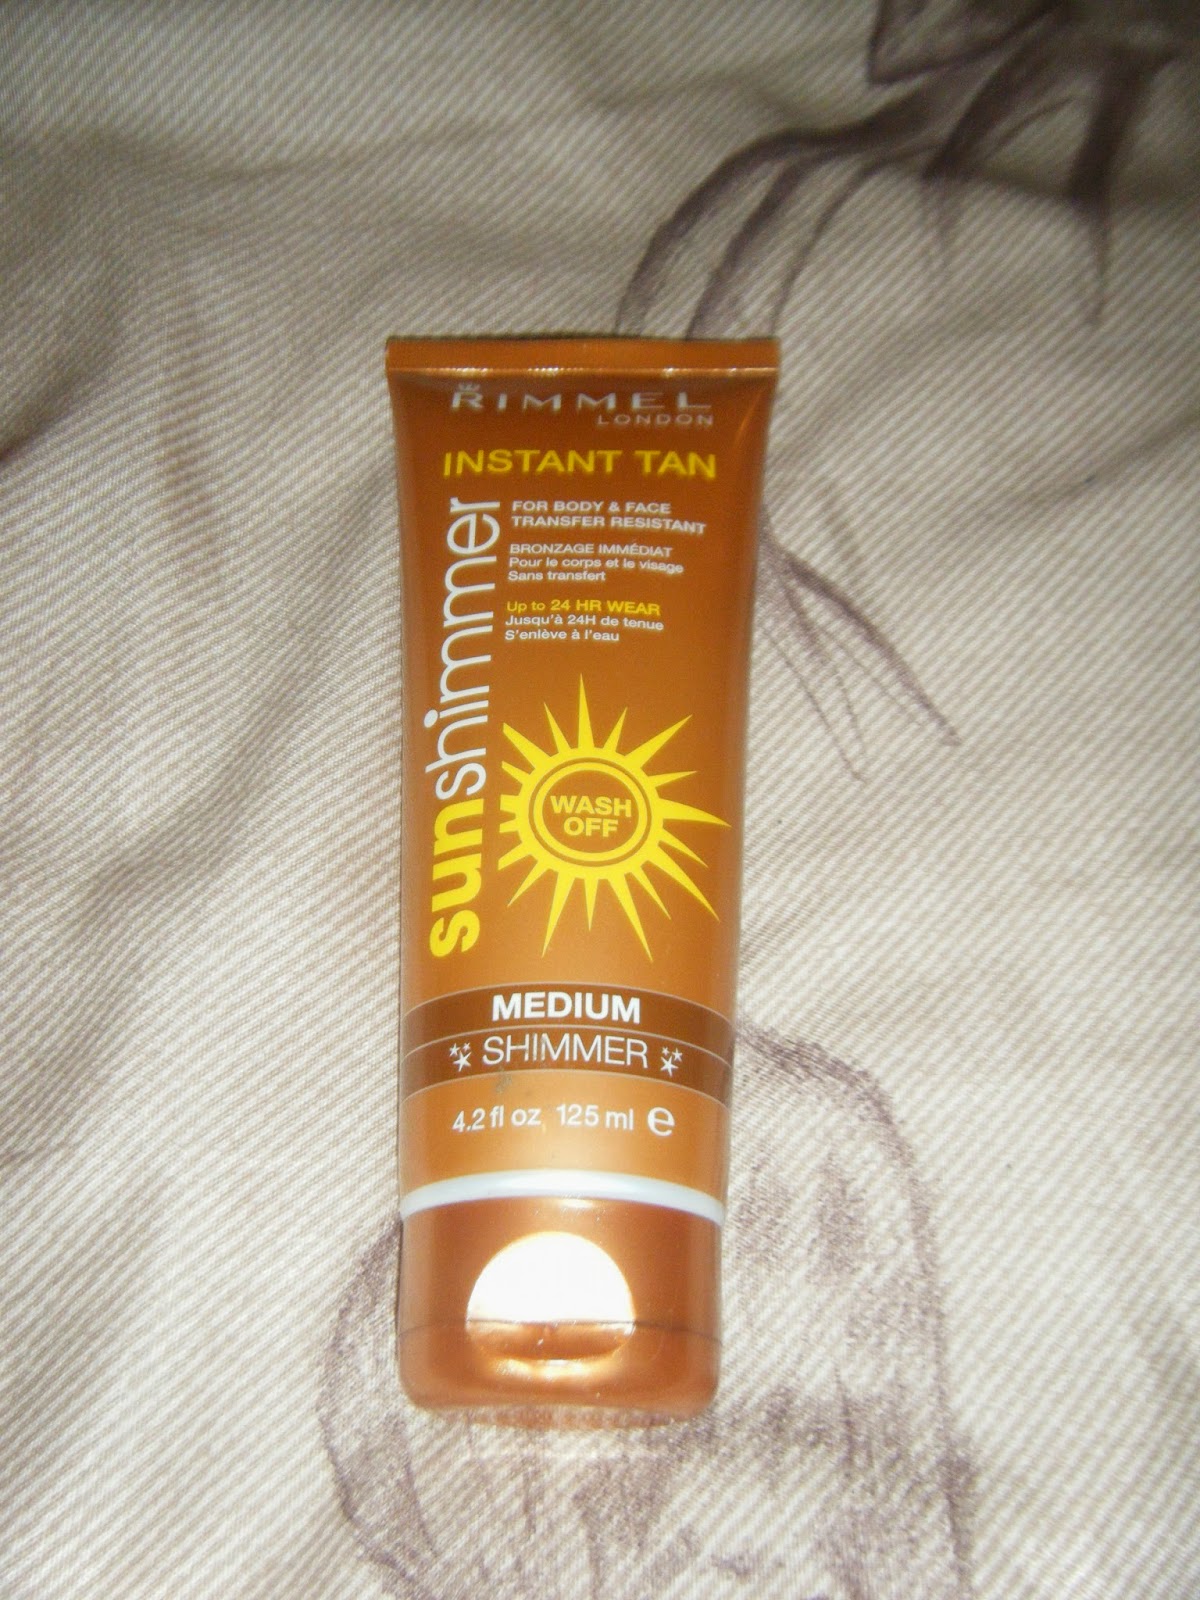 RIMMEL
LONDON
INSTANT TAN
sunshimmer
FOR BODY & FACE
TRANSFER RESISTANT
BRONZAGE IMMÉDIAT
Pour le corps et le visage
Sans transfert
Up to 24 HR WEAR
Jusqu'à 24H de tenue
S'enlève à l'eau
WASH
OFF
MEDIUM
SHIMMER
4.2 fl oz 125 ml e